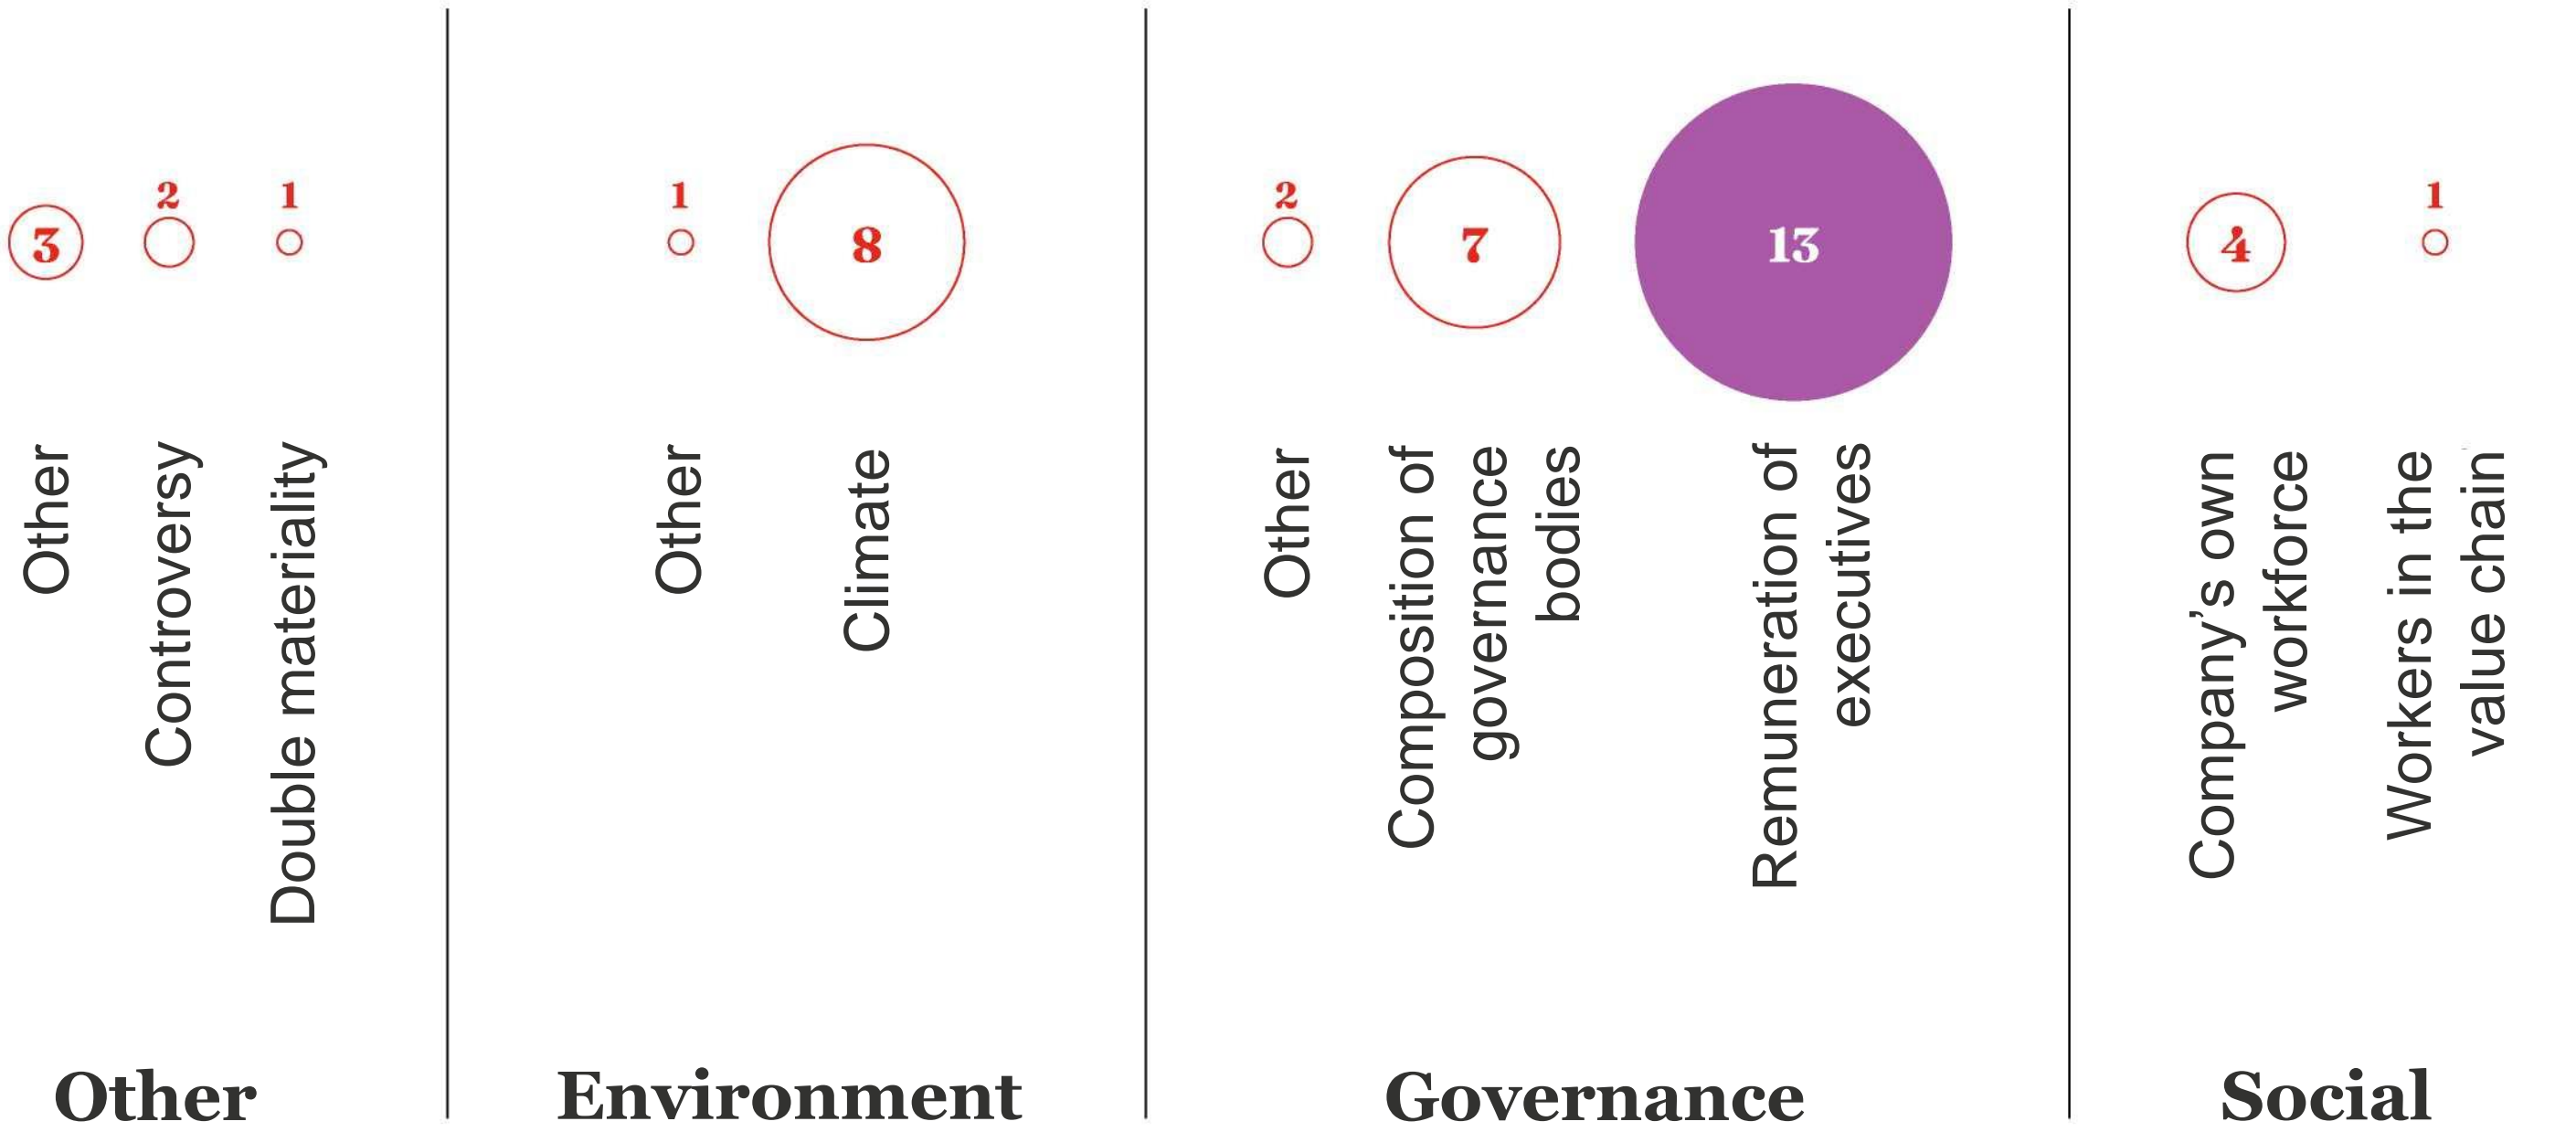 3
2
1
1
8
2
7
13
4
1
Other
Controversy
Double materiality
Other
Climate
Other
Composition of
governance
bodies
Remuneration of
executives
Company’s own
workforce
Workers in the
value chain
Other
Environment
Governance
Social